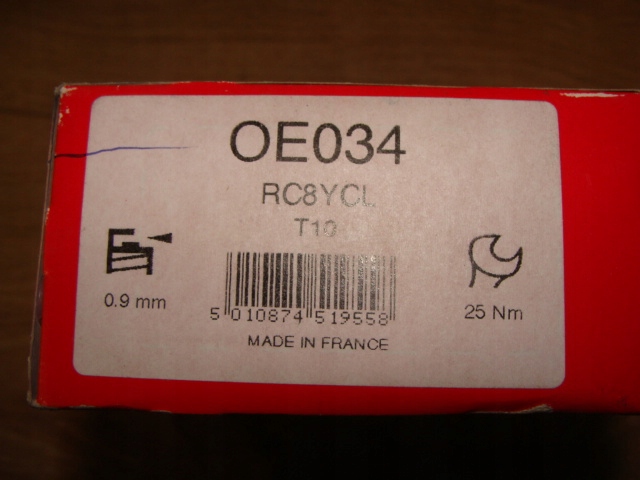 OE034
RC8YCL
T10
0.9 mm
25 Nm
5 010874 519558
MADE IN FRANCE